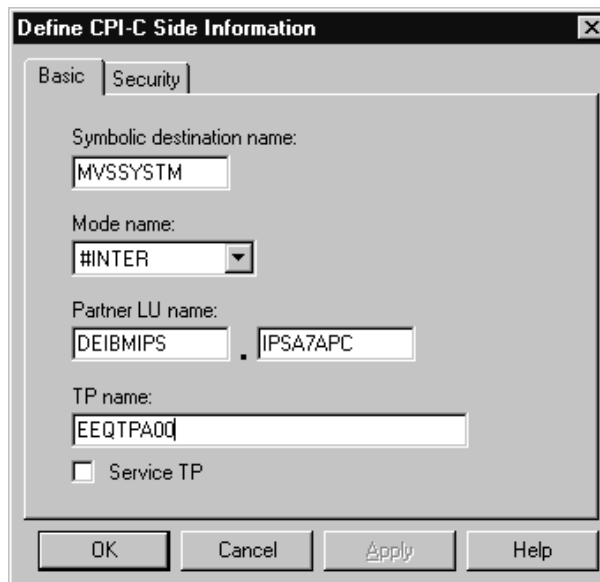 Define CPI-C Side Information
Basic Security
Symbolic destination name:
MVSSYSTM
Mode name:
#INTER
Partner LU name:
DEIBMIPS . IPSA7APC
TP name:
EEQTPA00
Service TP
OK Cancel Apply Help